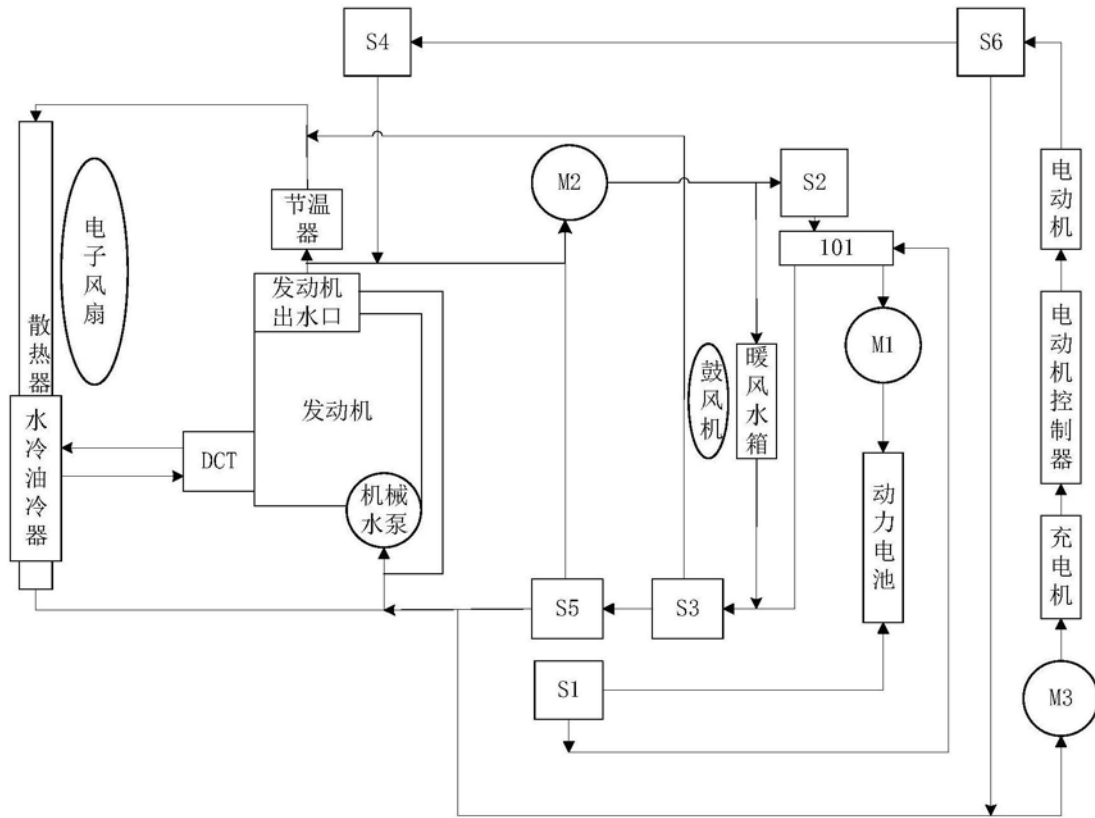 S4
S6
M2
S2
节温
器
101
电
子
风
扇
电
动
机
发动机
出水口
散
热
器
M1
电
动
机
控
制
器
鼓
风
机
暖
风
水
箱
发动机
水
冷
油
冷
器
DCT
机械
水泵
动
力
电
池
充
电
机
S5
S3
S1
M3